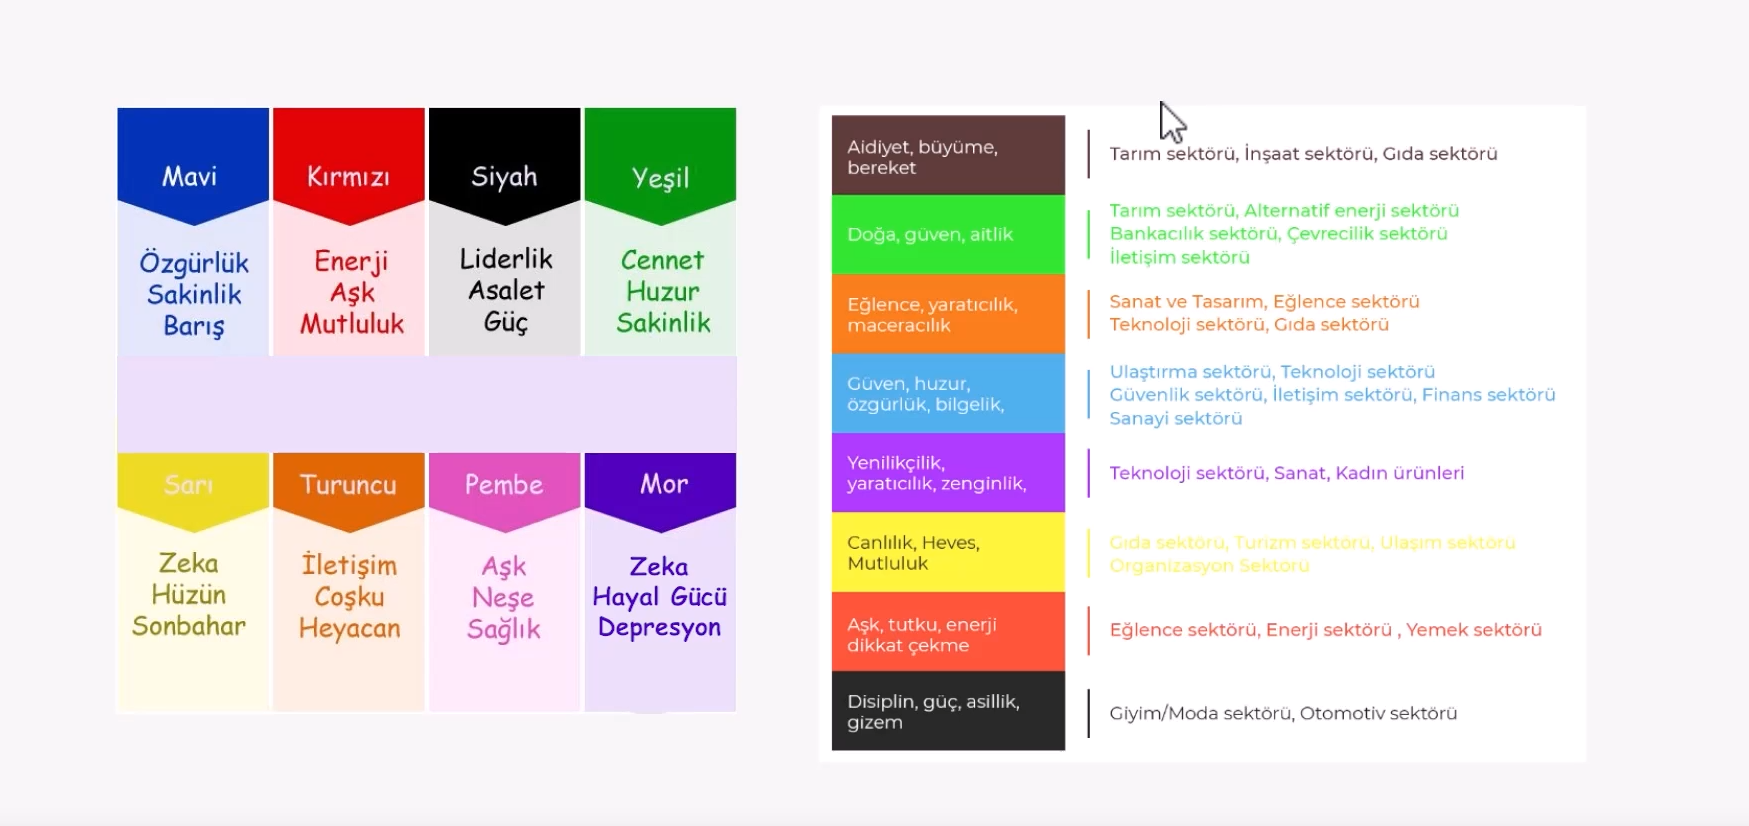 Mavi
Kırmızı
Siyah
Yeşil
Özgürlük
Sakinlik
Barış
Enerji
Aşk
Mutluluk
Liderlik
Asalet
Güç
Cennet
Huzur
Sakinlik
Sarı
Turuncu
Pembe
Mor
Zeka
Hüzün
Sonbahar
İletişim
Coşku
Heyacan
Aşk
Neşe
Sağlık
Zeka
Hayal Gücü
Depresyon
Aidiyet, büyüme,
bereket
Tarım sektörü, İnşaat sektörü, Gıda sektörü
Doğa, güven, aitlik
Tarım sektörü, Alternatif enerji sektörü
Bankacılık sektörü, Çevrecilik sektörü
İletişim sektörü
Eğlence, yaratıcılık,
maceracılık
Sanat ve Tasarım, Eğlence sektörü
Teknoloji sektörü, Gıda sektörü
Güven, huzur,
özgürlük, bilgelik,
Ulaştırma sektörü, Teknoloji sektörü
Güvenlik sektörü, İletişim sektörü, Finans sektörü
Sanayi sektörü
Yenilikçilik,
yaratıcılık, zenginlik,
Teknoloji sektörü, Sanat, Kadın ürünleri
Canlılık, Heves,
Mutluluk
Gıda sektörü, Turizm sektörü, Ulaşım sektörü
Organizasyon Sektörü
Aşk, tutku, enerji
dikkat çekme
Eğlence sektörü, Enerji sektörü , Yemek sektörü
Disiplin, güç, asillik,
gizem
Giyim/Moda sektörü, Otomotiv sektörü